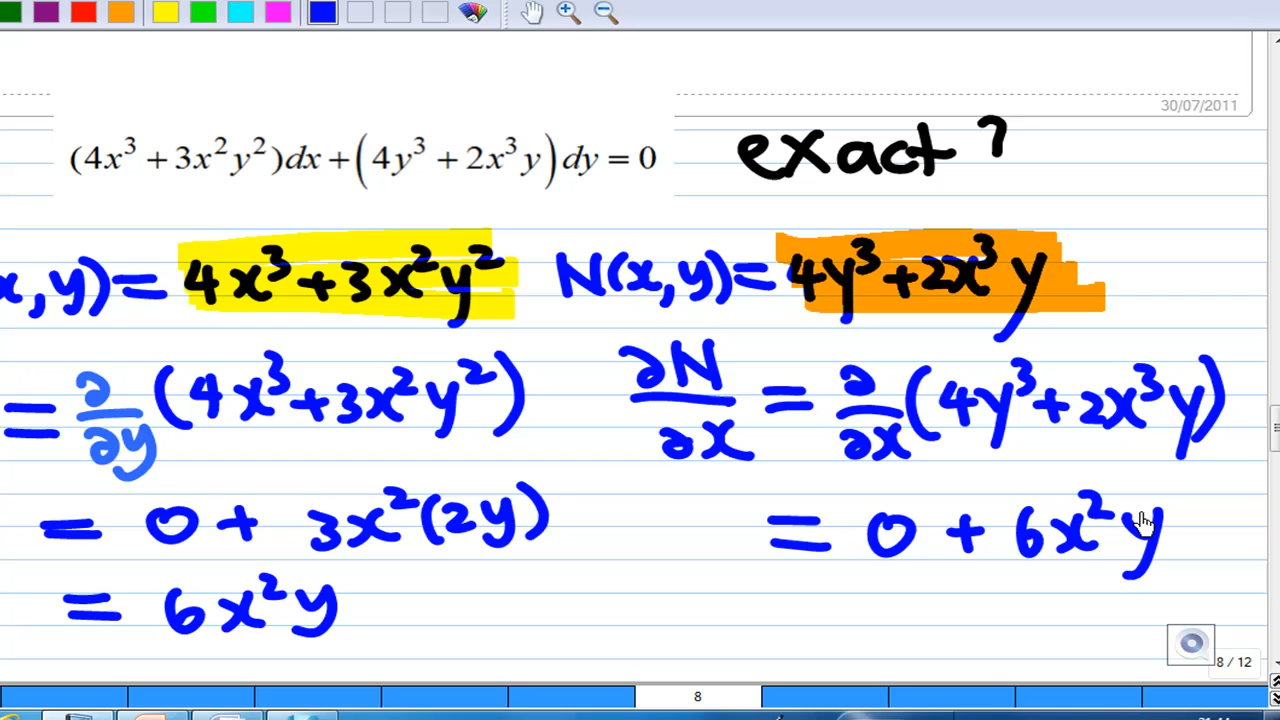 30/07/2011
(4x³ + 3x²y²)dx + (4y³ + 2x³y)dy = 0 exact ?
x, y) = 4x³ + 3x²y² N(x, y) = 4y³ + 2x³y
= ∂/∂y (4x³ + 3x²y²) ∂N/∂x = ∂/∂x (4y³ + 2x³y)
= 0 + 3x²(2y) = 0 + 6x²y
= 6x²y
8 / 12
8